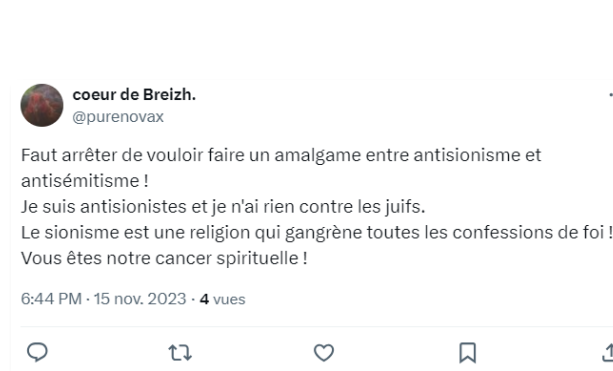 coeur de Breizh.
@purenovax
Faut arrêter de vouloir faire un amalgame entre antisionisme et
antisémitisme !
Je suis antisionistes et je n'ai rien contre les juifs.
Le sionisme est une religion qui gangrène toutes les confessions de foi !
Vous êtes notre cancer spirituelle !
6:44 PM · 15 nov. 2023 · 4 vues